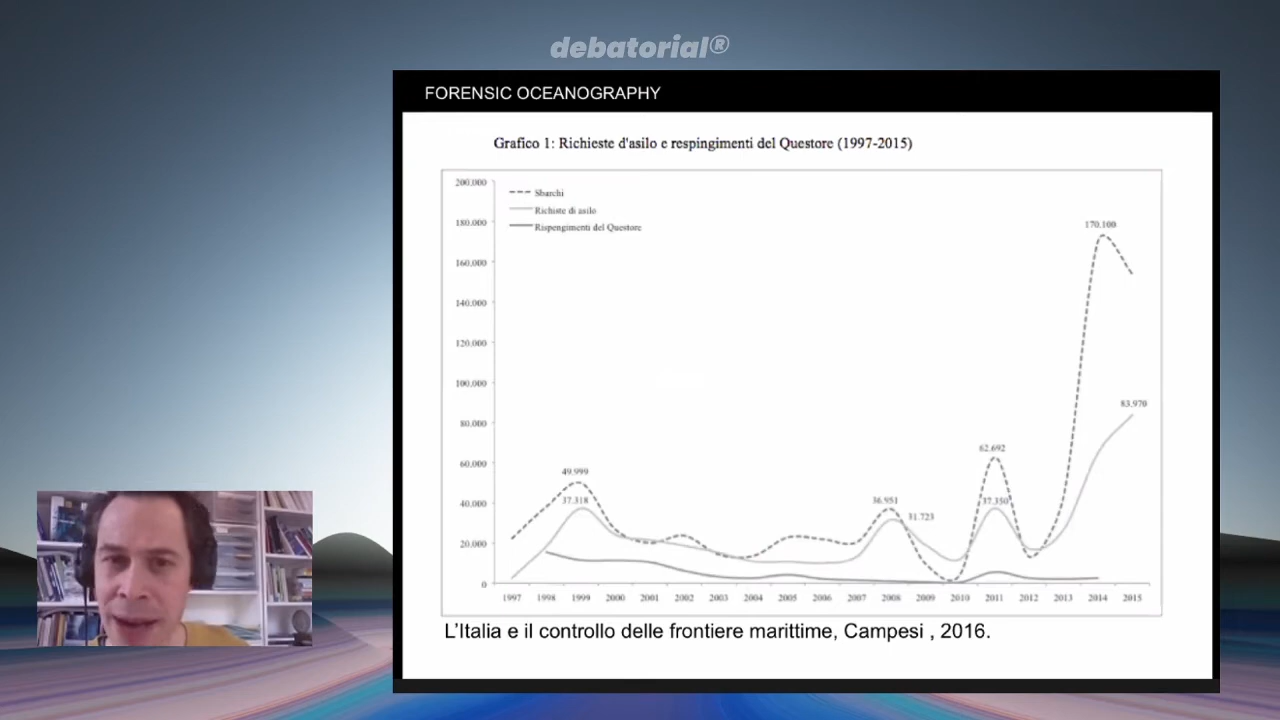 debatorial®
FORENSIC OCEANOGRAPHY
Grafico 1: Richieste d'asilo e respingimenti del Questore (1997-2015)
200.000
Sbarchi
Richiste di asilo
Rispengimenti del Questore
180.000
170.100
160.000
140.000
120.000
100.000
83.970
80.000
62.692
60.000
49.999
40.000
37.318
36.951
31.723
37.350
20.000
0
1997 1998 1999 2000 2001 2002 2003 2004 2005 2006 2007 2008 2009 2010 2011 2012 2013 2014 2015
L'Italia e il controllo delle frontiere marittime, Campesi , 2016.